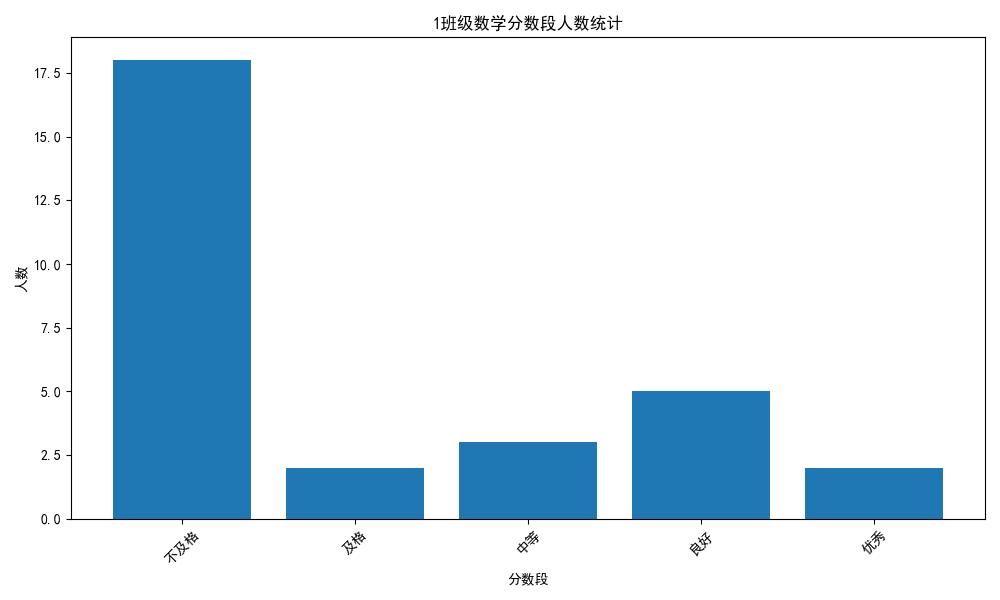 1班级数学分数段人数统计
人数
17.5
15.0
12.5
10.0
7.5
5.0
2.5
0.0
不及格
及格
中等
良好
优秀
分数段